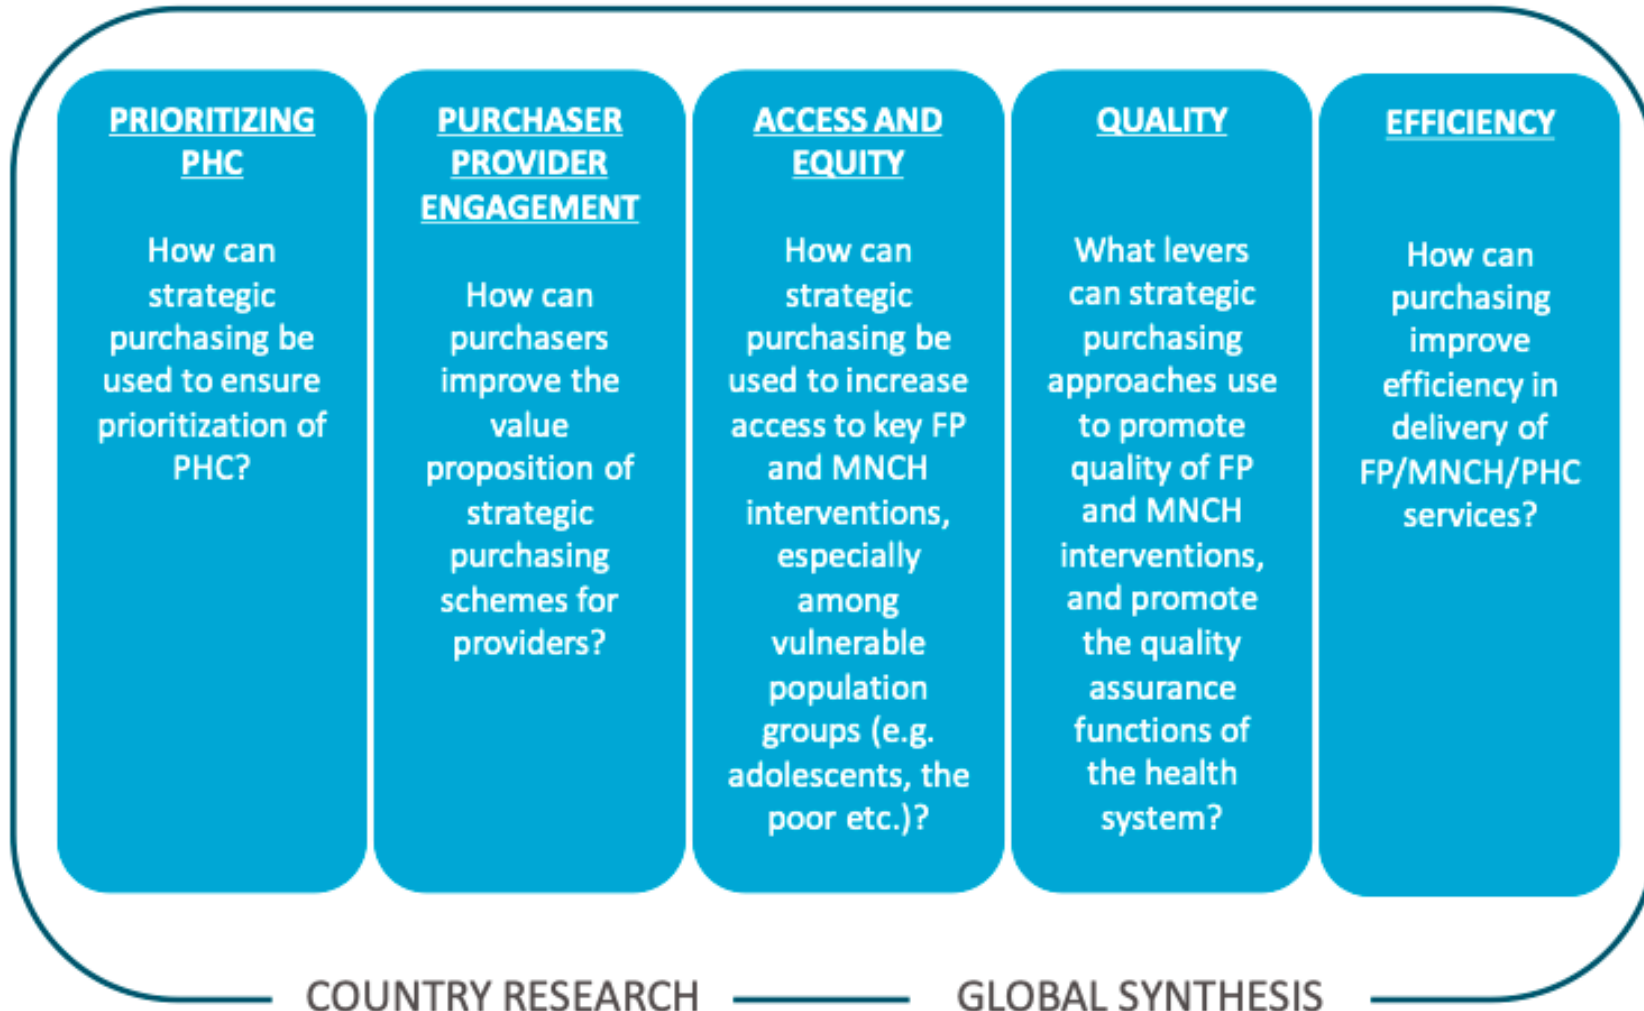 PRIORITIZING
PHC
How can
strategic
purchasing be
used to ensure
prioritization of
PHC?
PURCHASER
PROVIDER
ENGAGEMENT
How can
purchasers
improve the
value
proposition of
strategic
purchasing
schemes for
providers?
ACCESS AND
EQUITY
How can
strategic
purchasing be
used to increase
access to key FP
and MNCH
interventions,
especially
among
vulnerable
population
groups (e.g.
adolescents, the
poor etc.)?
QUALITY
What levers
can strategic
purchasing
approaches use
to promote
quality of FP
and MNCH
interventions,
and promote
the quality
assurance
functions of
the health
system?
EFFICIENCY
How can
purchasing
improve
efficiency in
delivery of
FP/MNCH/PHC
services?
COUNTRY RESEARCH
GLOBAL SYNTHESIS